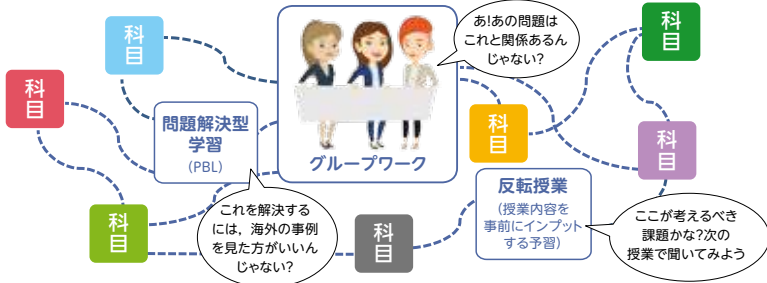 科目
あ!あの問題は
これと関係あるん
じゃない?
科目
科目
問題解決型
学習
(PBL)
グループワーク
科目
科目
反転授業
(授業内容を
事前にインプット
する予習)
これを解決する
には，海外の事例
を見た方がいいん
じゃない?
科目
科目
ここが考えるべき
課題かな?次の
授業で聞いてみよう